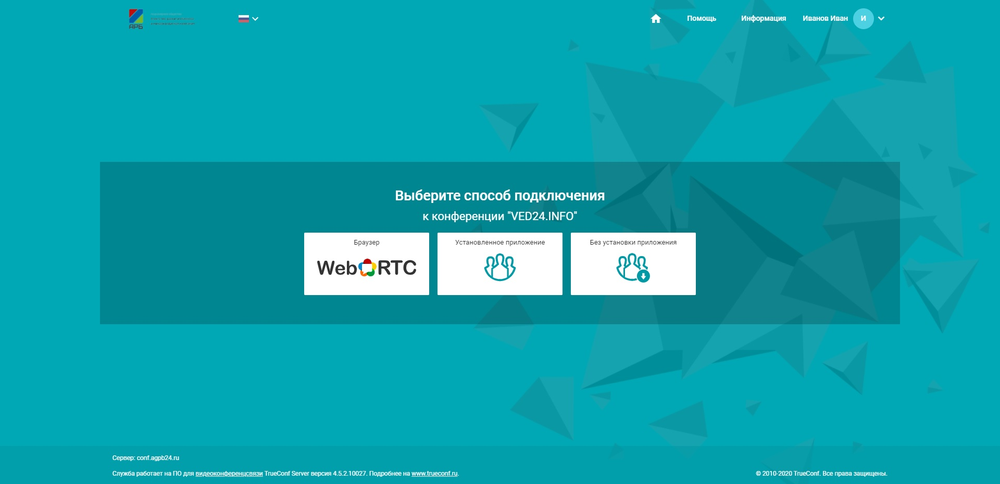 АРБ
Помощь
Информация
Иванов Иван
И
Выберите способ подключения
к конференции "VED24.INFO"
Браузер
Установленное приложение
Без установки приложения
WebRTC
Сервер: conf.agpb24.ru
Служба работает на ПО для видеоконференцсвязи TrueConf Server версия 4.5.2.10027. Подробнее на www.trueconf.ru.
© 2010-2020 TrueConf. Все права защищены.